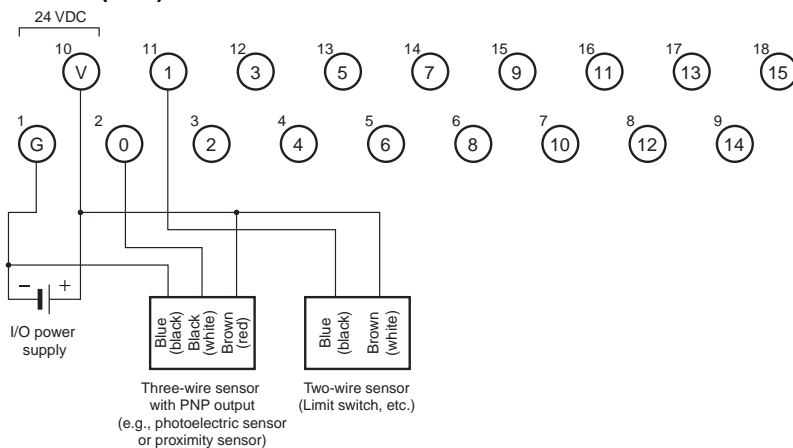 24 VDC
10 11 12 13 14 15 16 17 18
V 1 3 5 7 9 11 13 15
1 2 3 4 5 6 7 8 9
G 0 2 4 6 8 10 12 14
− +
I/O power
supply
Blue
(black)
Black
(white)
Brown
(red)
Blue
(black)
Brown
(white)
Three-wire sensor
with PNP output
(e.g., photoelectric sensor
or proximity sensor)
Two-wire sensor
(Limit switch, etc.)